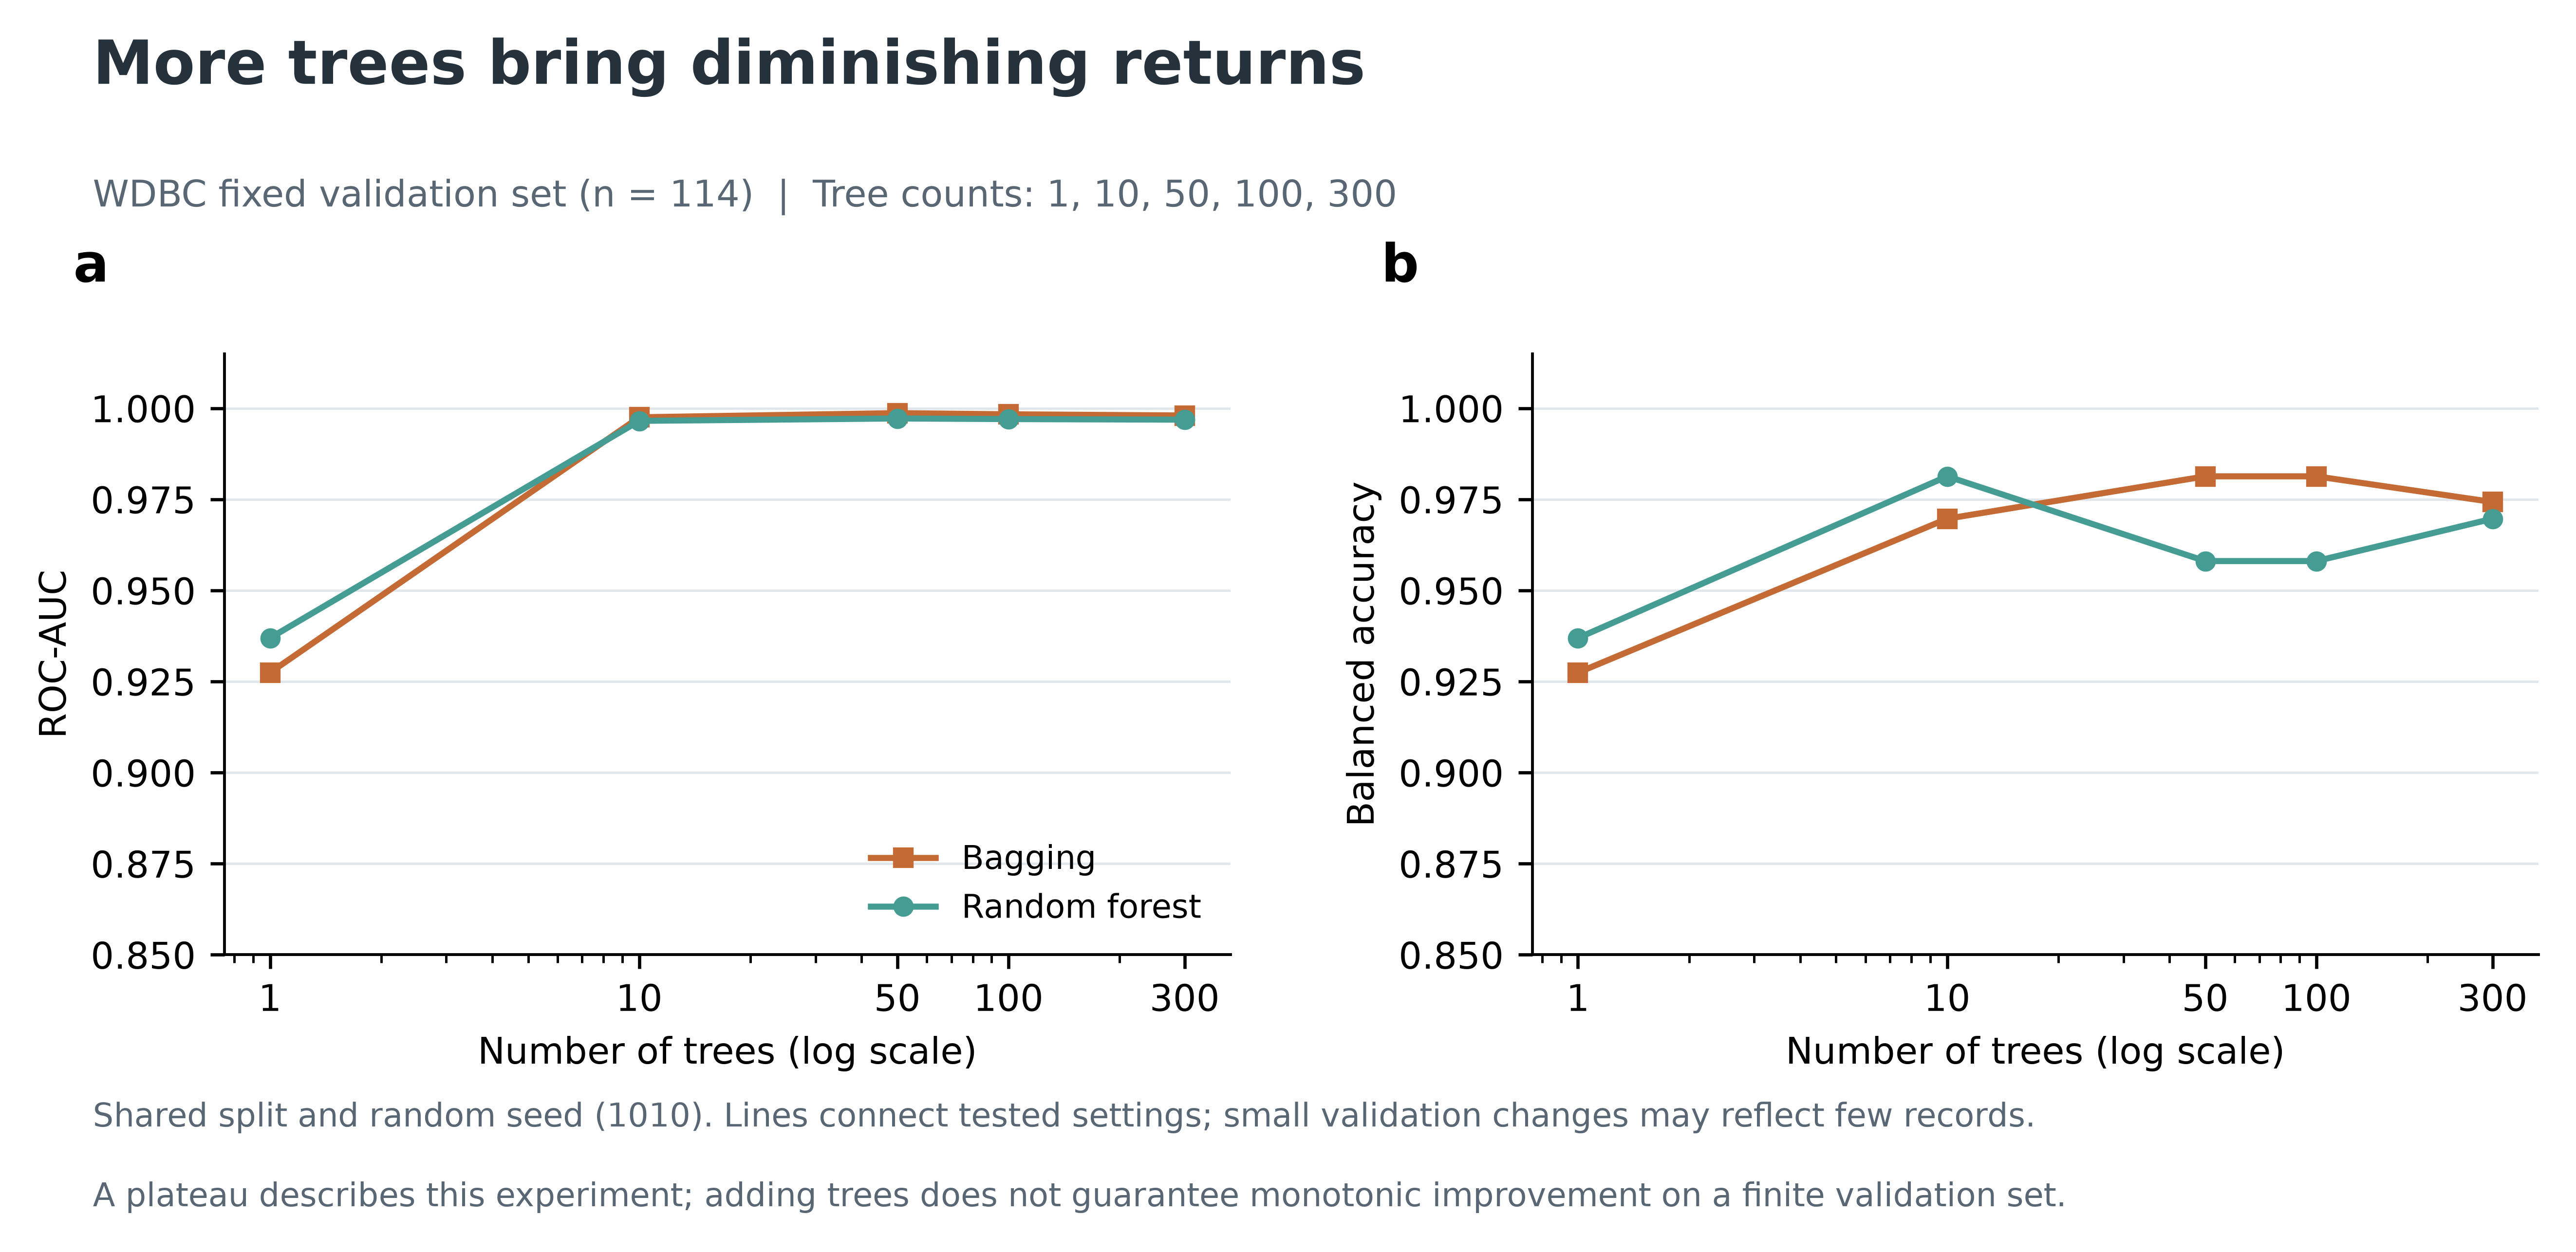 More trees bring diminishing returns
WDBC fixed validation set (n = 114) | Tree counts: 1, 10, 50, 100, 300
a
ROC-AUC
1.000
0.975
0.950
0.925
0.900
0.875
0.850
Bagging
Random forest
1 10 50 100 300
Number of trees (log scale)
b
Balanced accuracy
1.000
0.975
0.950
0.925
0.900
0.875
0.850
1 10 50 100 300
Number of trees (log scale)
Shared split and random seed (1010). Lines connect tested settings; small validation changes may reflect few records.
A plateau describes this experiment; adding trees does not guarantee monotonic improvement on a finite validation set.